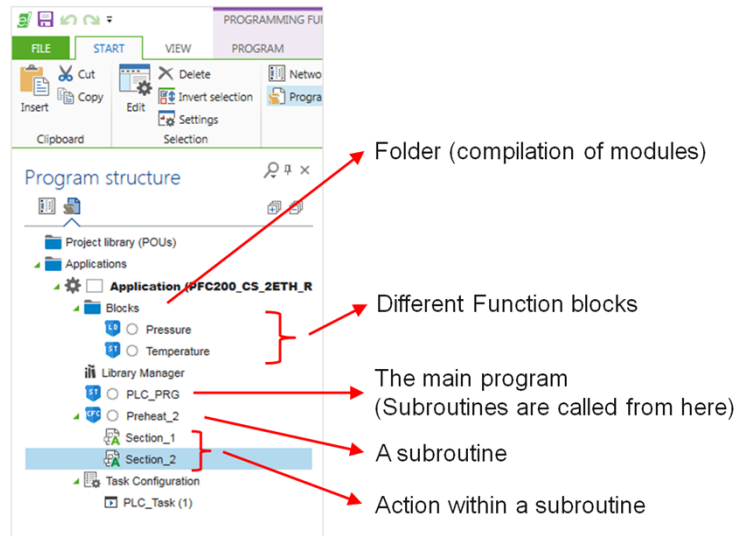 PROGRAMMING FUI
FILE START VIEW PROGRAM
Cut
Copy
Insert
Clipboard
Delete
Invert selection
Settings
Edit
Selection
Netwo
Progra
Program structure
Project library (POUs)
Applications
Application (PFC200_CS_2ETH_R
Blocks
LD Pressure
ST Temperature
Library Manager
ST PLC_PRG
CFC Preheat_2
Section_1
Section_2
Task Configuration
PLC_Task (1)
Folder (compilation of modules)
Different Function blocks
The main program
(Subroutines are called from here)
A subroutine
Action within a subroutine